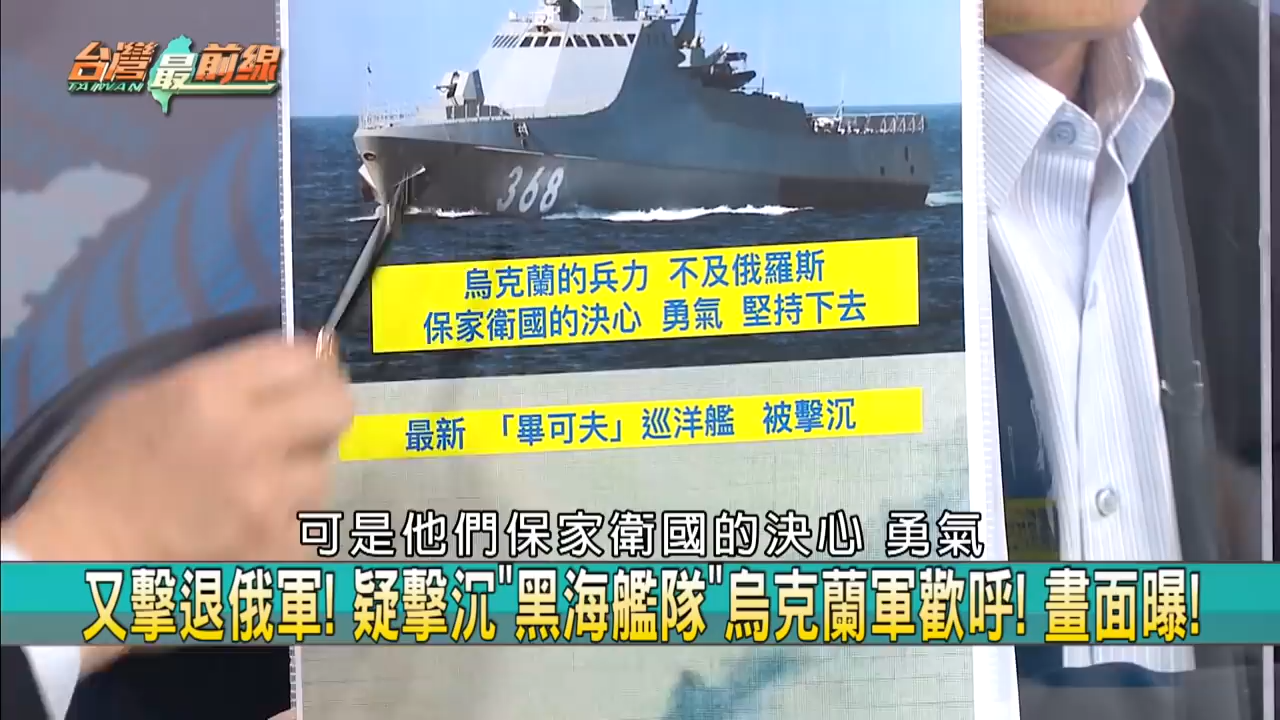 台灣最前線
TAIWAN
368
烏克蘭的兵力 不及俄羅斯
保家衛國的決心 勇氣 堅持下去
最新 「畢可夫」巡洋艦 被擊沉
可是他們保家衛國的決心 勇氣
又擊退俄軍! 疑擊沉"黑海艦隊"烏克蘭軍歡呼! 畫面曝!